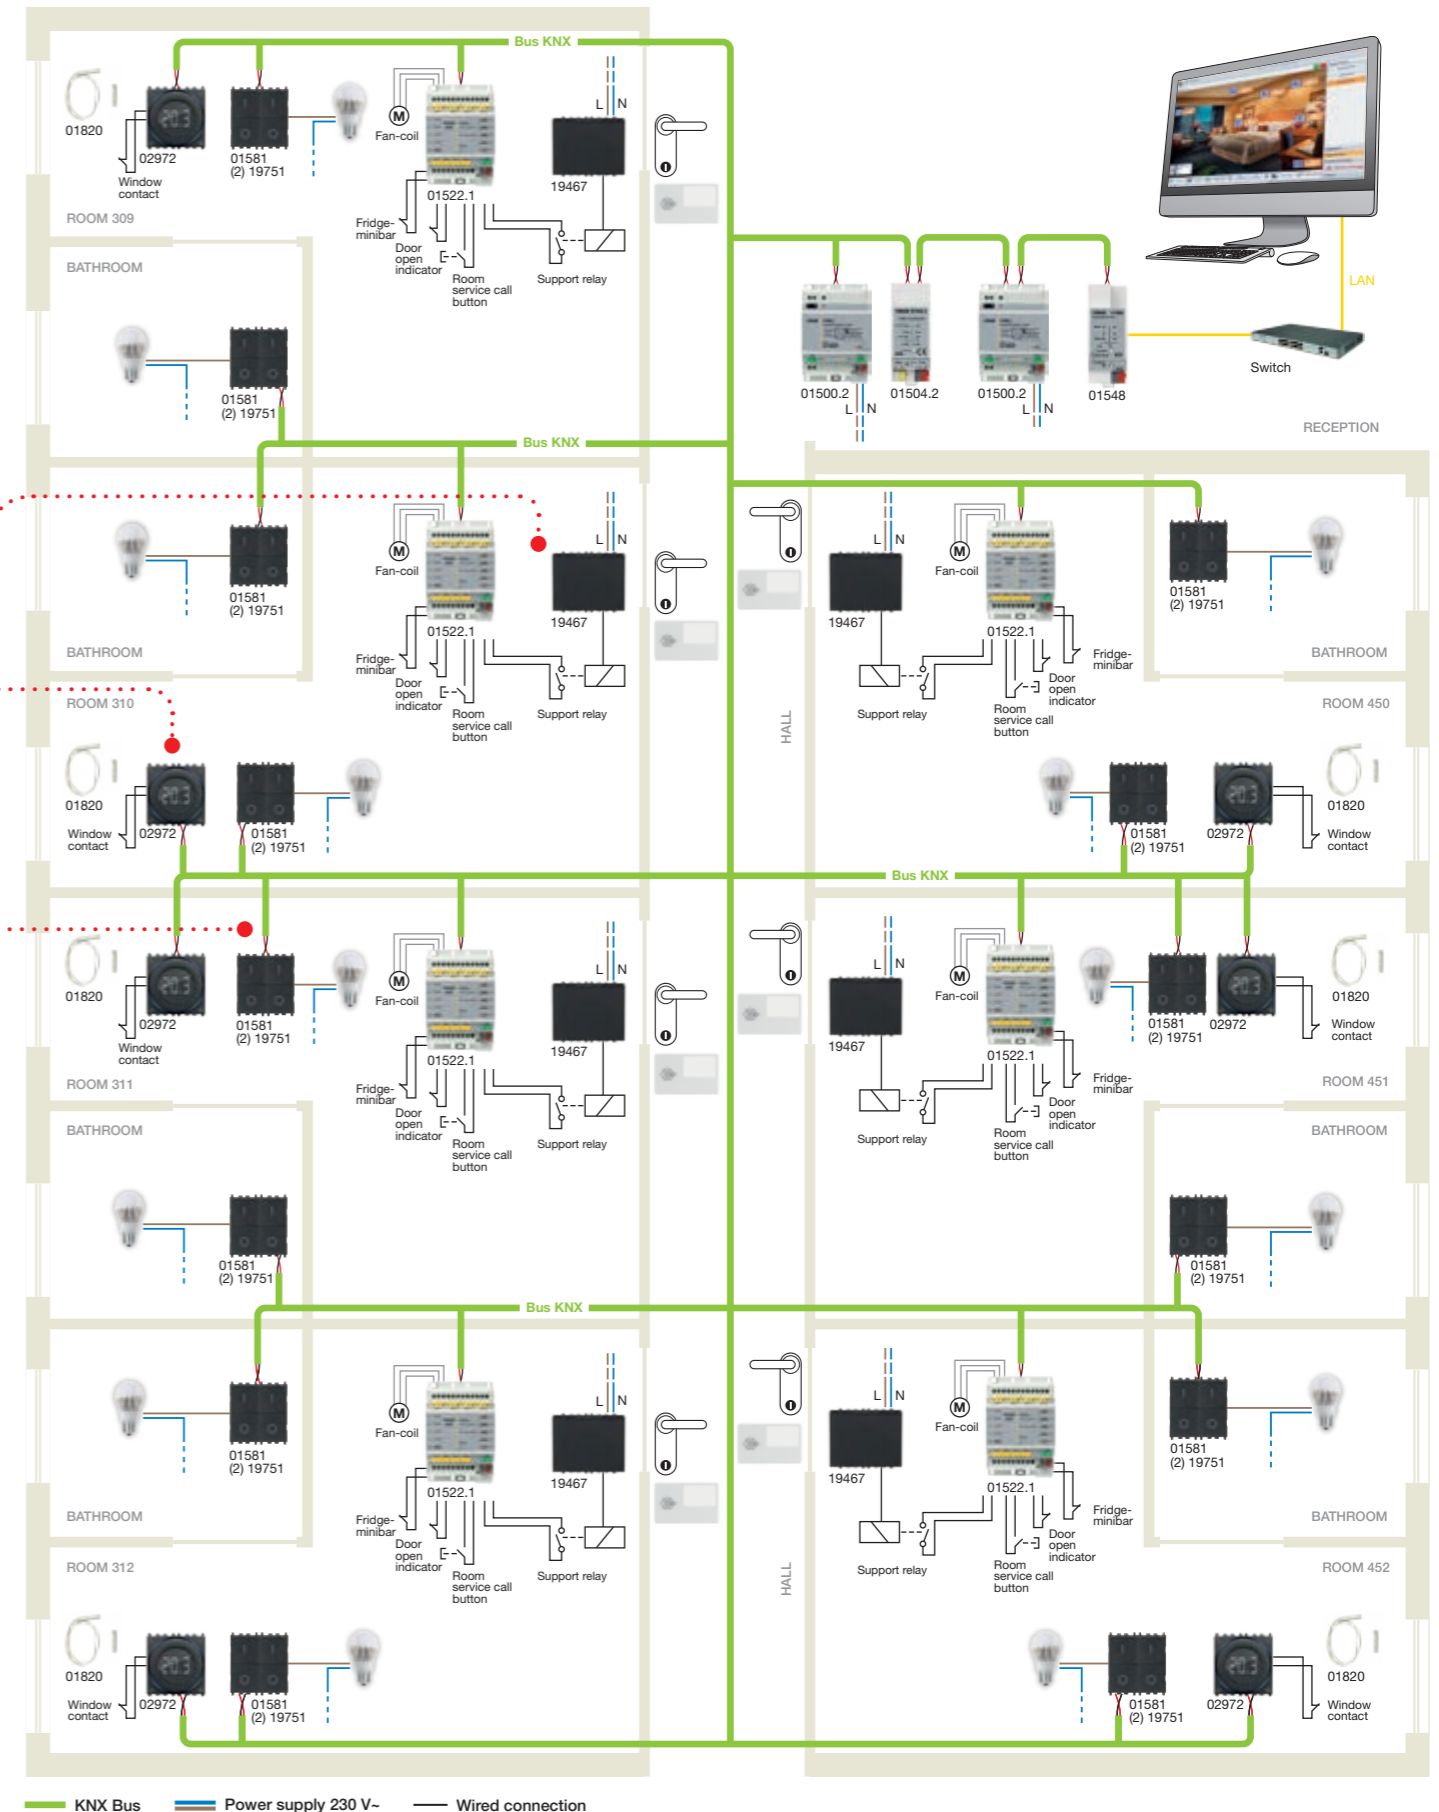 Bus KNX
01820
02972
Window
contact
01581
(2) 19751
M
Fan-coil
01522.1
L N
19467
Fridge-
minibar
Door
open
indicator
Room
service call
button
Support relay
ROOM 309
BATHROOM
01581
(2) 19751
LAN
Switch
01500.2
L N
01504.2
01500.2
L N
01548
RECEPTION
Bus KNX
01581
(2) 19751
M
Fan-coil
01522.1
L N
19467
Fridge-
minibar
Door
open
indicator
Room
service call
button
Support relay
BATHROOM
ROOM 310
01820
Window
contact
02972
01581
(2) 19751
HALL
L N
19467
M
Fan-coil
01522.1
Fridge-
minibar
Door
open
indicator
Room
service call
button
Support relay
01581
(2) 19751
BATHROOM
ROOM 450
01581
(2) 19751
02972
01820
Window
contact
Bus KNX
01820
02972
Window
contact
01581
(2) 19751
M
Fan-coil
01522.1
L N
19467
Fridge-
minibar
Door
open
indicator
Room
service call
button
Support relay
ROOM 311
BATHROOM
01581
(2) 19751
L N
19467
M
Fan-coil
01522.1
Fridge-
minibar
Door
open
indicator
Room
service call
button
Support relay
01581
(2) 19751
02972
01820
Window
contact
ROOM 451
BATHROOM
01581
(2) 19751
Bus KNX
01581
(2) 19751
M
Fan-coil
01522.1
L N
19467
Fridge-
minibar
Door
open
indicator
Room
service call
button
Support relay
BATHROOM
ROOM 312
01820
Window
contact
02972
01581
(2) 19751
HALL
L N
19467
M
Fan-coil
01522.1
Fridge-
minibar
Door
open
indicator
Room
service call
button
Support relay
01581
(2) 19751
BATHROOM
ROOM 452
01581
(2) 19751
02972
01820
Window
contact
KNX Bus
Power supply 230 V~
Wired connection